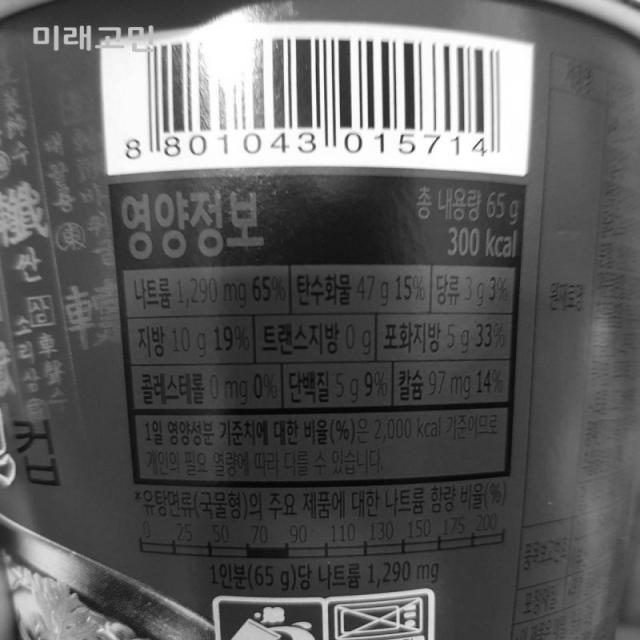 미래고민
8 801043 015714
영양정보
총 내용량 65 g
300 kcal
나트륨 1,290 mg 65% 탄수화물 47 g 15% 당류 3 g 3%
지방 10 g 19% 트랜스지방 0 g 포화지방 5 g 33%
콜레스테롤 0 mg 0% 단백질 5 g 9% 칼슘 97 mg 14%
1일 영양성분 기준치에 대한 비율(%)은 2,000 kcal 기준이므로
개인의 필요 열량에 따라 다를 수 있습니다.
*유탕면류(국물형)의 주요 제품에 대한 나트륨 함량 비율(%)
0 25 50 70 90 110 130 150 175 200
1인분(65 g)당 나트륨 1,290 mg
컵